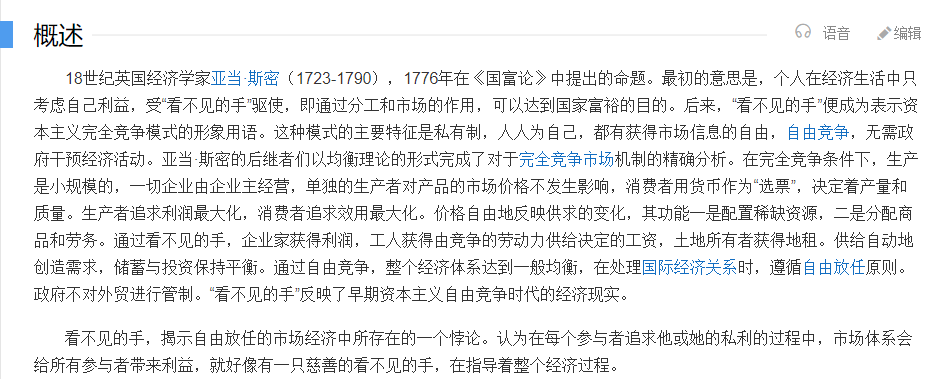 概述
语音
编辑
18世纪英国经济学家亚当·斯密（1723-1790），1776年在《国富论》中提出的命题。最初的意思是，个人在经济生活中只
考虑自己利益，受“看不见的手”驱使，即通过分工和市场的作用，可以达到国家富裕的目的。后来，“看不见的手”便成为表示资
本主义完全竞争模式的形象用语。这种模式的主要特征是私有制，人人为自己，都有获得市场信息的自由，自由竞争，无需政
府干预经济活动。亚当·斯密的后继者们以均衡理论的形式完成了对于完全竞争市场机制的精确分析。在完全竞争条件下，生产
是小规模的，一切企业由企业主经营，单独的生产者对产品的市场价格不发生影响，消费者用货币作为“选票”，决定着产量和
质量。生产者追求利润最大化，消费者追求效用最大化。价格自由地反映供求的变化，其功能一是配置稀缺资源，二是分配商
品和劳务。通过看不见的手，企业家获得利润，工人获得由竞争的劳动力供给决定的工资，土地所有者获得地租。供给自动地
创造需求，储蓄与投资保持平衡。通过自由竞争，整个经济体系达到一般均衡，在处理国际经济关系时，遵循自由放任原则。
政府不对外贸进行管制。“看不见的手”反映了早期资本主义自由竞争时代的经济现实。
看不见的手，揭示自由放任的市场经济中所存在的一个悖论。认为在每个参与者追求他或她的私利的过程中，市场体系会
给所有参与者带来利益，就好像有一只慈善的看不见的手，在指导着整个经济过程。